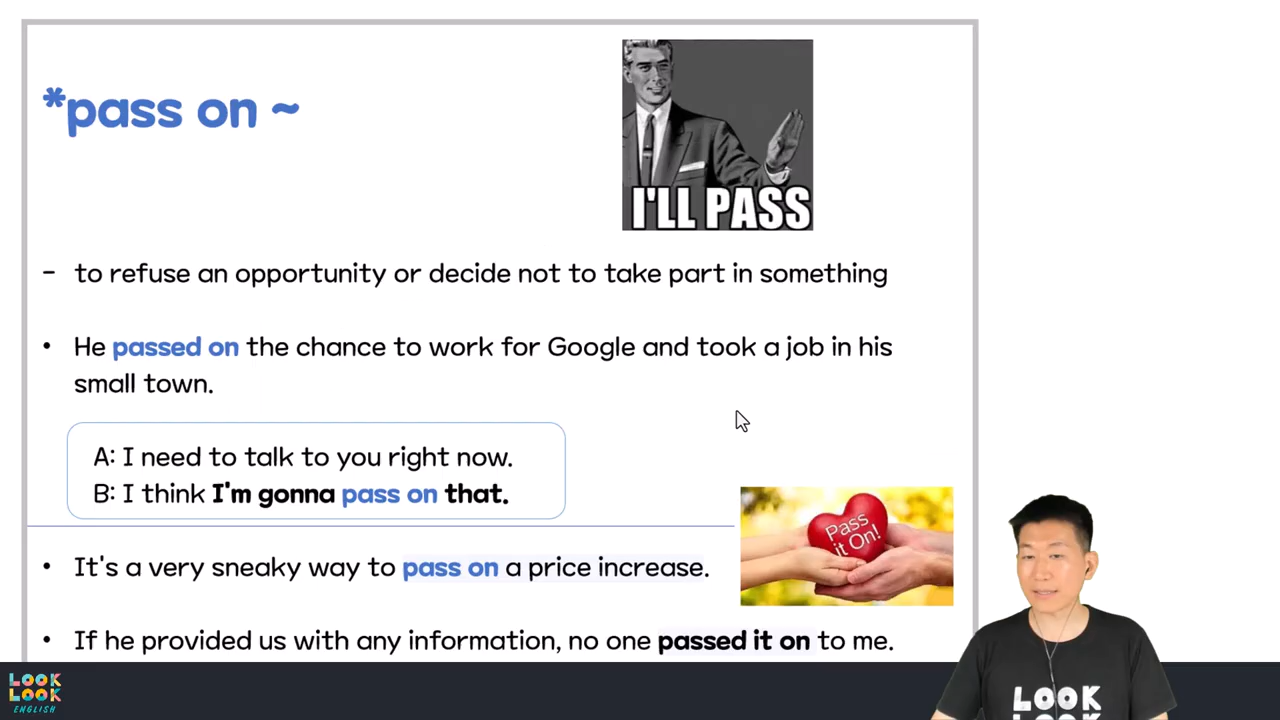 *pass on ~
I'LL PASS
- to refuse an opportunity or decide not to take part in something
• He passed on the chance to work for Google and took a job in his
small town.
A: I need to talk to you right now.
B: I think I'm gonna pass on that.
Pass
it On!
• It's a very sneaky way to pass on a price increase.
• If he provided us with any information, no one passed it on to me.
LOOK
LOOK
ENGLISH
LOOK
LOOK